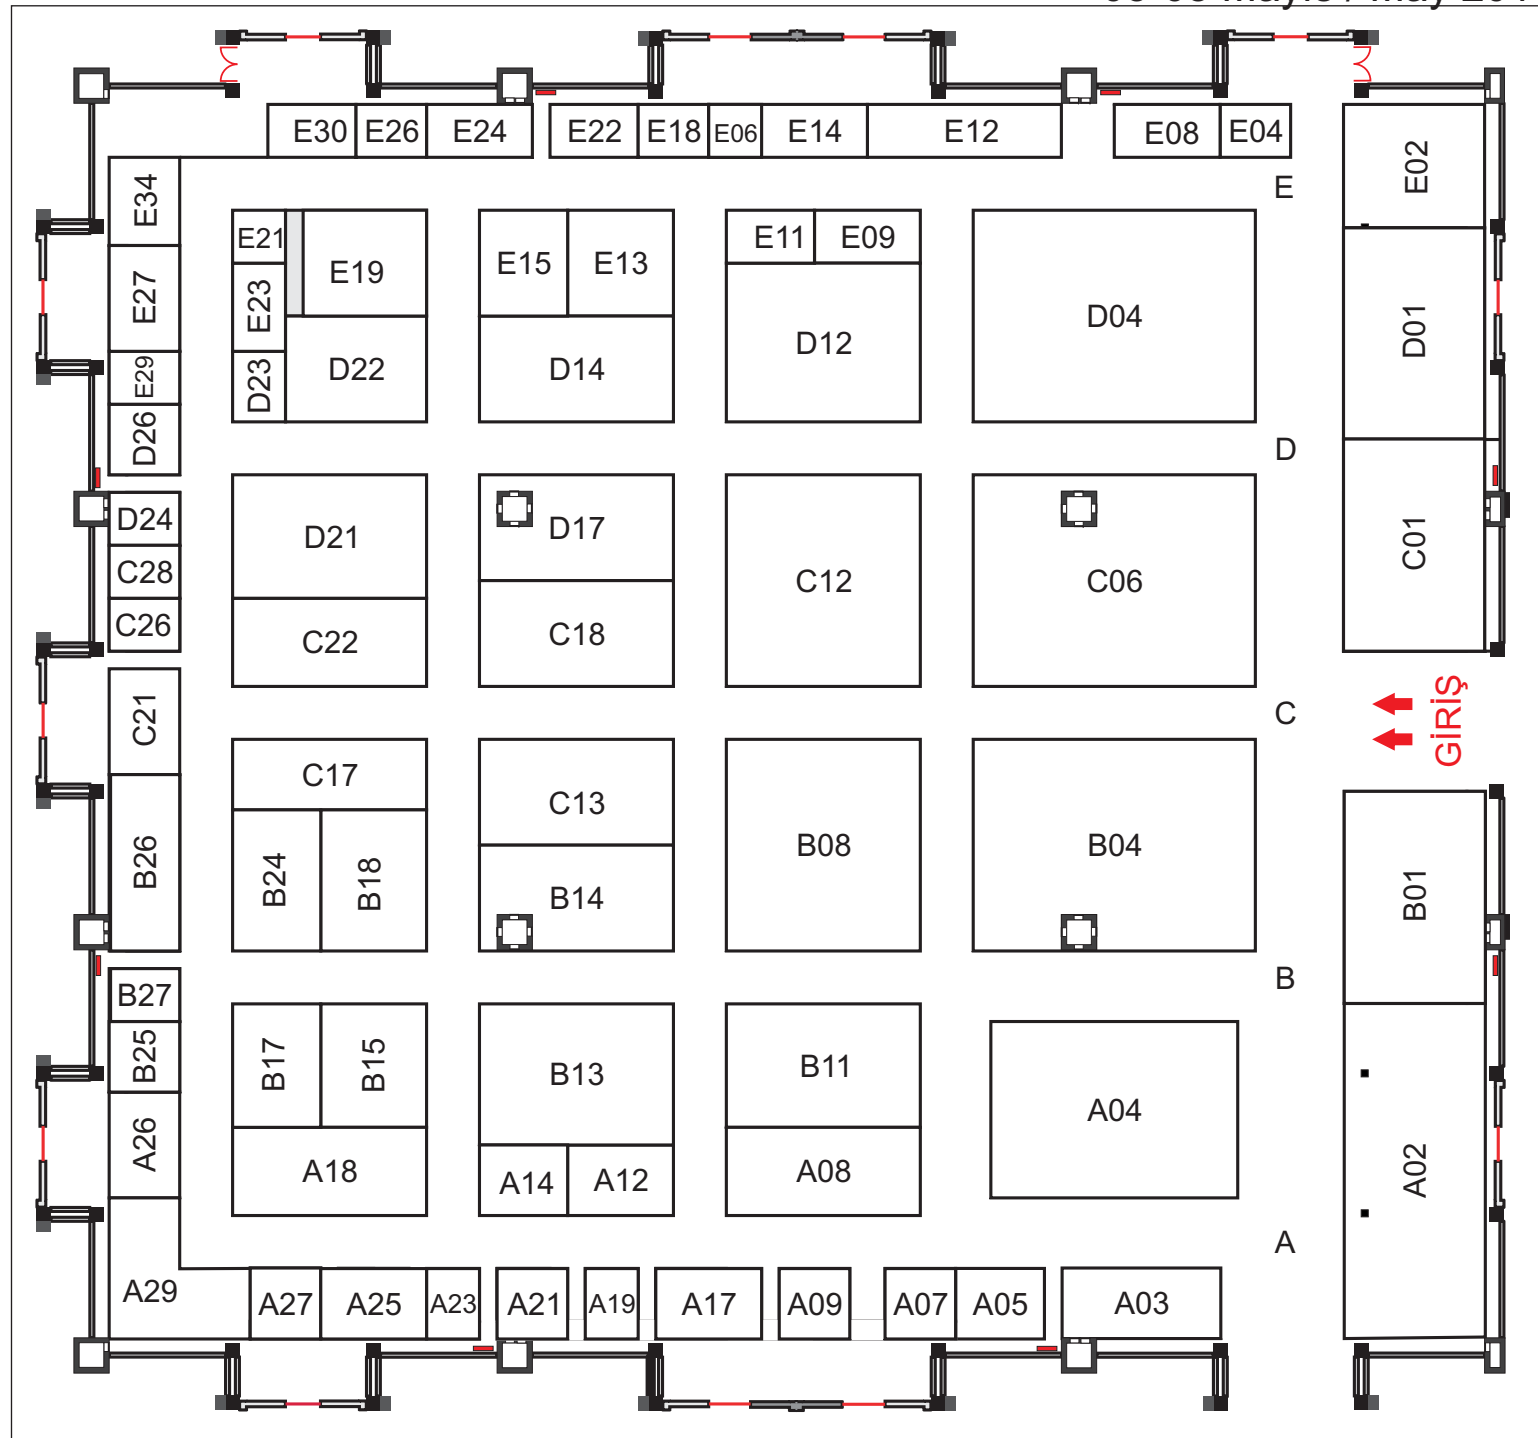 E30 E26 E24 E22 E18 E06 E14 E12 E08 E04
E02
E
E34
E21 E19 E15 E13 E11 E09
E27 E23 D04 D01
D22 D14 D12
E29 D23
D26
D
D24 D21 D17 C01
C28 C12 C06
C26 C22 C18
C21 C
GİRİŞ
C17 C13
B26 B24 B18 B14 B08 B04 B01
B27 B
B25 B17 B15 B13 B11
A04
A26 A18 A14 A12 A08 A02
A
A29 A27 A25 A23 A21 A19 A17 A09 A07 A05 A03